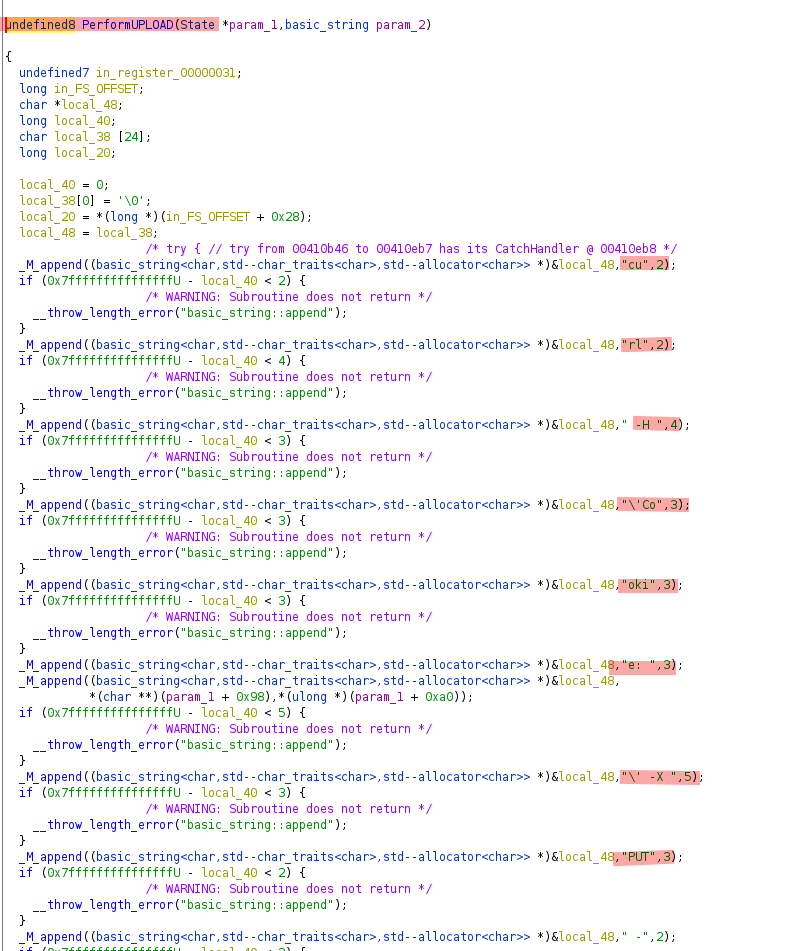 undefined8 PerformUPLOAD(State *param_1,basic_string param_2)
{
undefined7 in_register_00000031;
long in_FS_OFFSET;
char *local_48;
long local_40;
char local_38 [24];
long local_20;
local_40 = 0;
local_38[0] = '\0';
local_20 = *(long *)(in_FS_OFFSET + 0x28);
local_48 = local_38;
/* try { // try from 00410b46 to 00410eb7 has its CatchHandler @ 00410eb8 */
_M_append((basic_string<char,std--char_traits<char>,std--allocator<char>> *)&local_48,"cu",2);
if (0x7fffffffffffffffU - local_40 < 2) {
/* WARNING: Subroutine does not return */
__throw_length_error("basic_string::append");
}
_M_append((basic_string<char,std--char_traits<char>,std--allocator<char>> *)&local_48,"rl",2);
if (0x7fffffffffffffffU - local_40 < 4) {
/* WARNING: Subroutine does not return */
__throw_length_error("basic_string::append");
}
_M_append((basic_string<char,std--char_traits<char>,std--allocator<char>> *)&local_48," -H ",4);
if (0x7fffffffffffffffU - local_40 < 3) {
/* WARNING: Subroutine does not return */
__throw_length_error("basic_string::append");
}
_M_append((basic_string<char,std--char_traits<char>,std--allocator<char>> *)&local_48,"\'Co",3);
if (0x7fffffffffffffffU - local_40 < 3) {
/* WARNING: Subroutine does not return */
__throw_length_error("basic_string::append");
}
_M_append((basic_string<char,std--char_traits<char>,std--allocator<char>> *)&local_48,"oki",3);
if (0x7fffffffffffffffU - local_40 < 3) {
/* WARNING: Subroutine does not return */
__throw_length_error("basic_string::append");
}
_M_append((basic_string<char,std--char_traits<char>,std--allocator<char>> *)&local_48,"e: ",3);
_M_append((basic_string<char,std--char_traits<char>,std--allocator<char>> *)&local_48,
*(char **)(param_1 + 0x98),*(ulong *)(param_1 + 0xa0));
if (0x7fffffffffffffffU - local_40 < 5) {
/* WARNING: Subroutine does not return */
__throw_length_error("basic_string::append");
}
_M_append((basic_string<char,std--char_traits<char>,std--allocator<char>> *)&local_48,"\' -X ",5);
if (0x7fffffffffffffffU - local_40 < 3) {
/* WARNING: Subroutine does not return */
__throw_length_error("basic_string::append");
}
_M_append((basic_string<char,std--char_traits<char>,std--allocator<char>> *)&local_48,"PUT",3);
if (0x7fffffffffffffffU - local_40 < 2) {
/* WARNING: Subroutine does not return */
__throw_length_error("basic_string::append");
}
_M_append((basic_string<char,std--char_traits<char>,std--allocator<char>> *)&local_48," -",2);